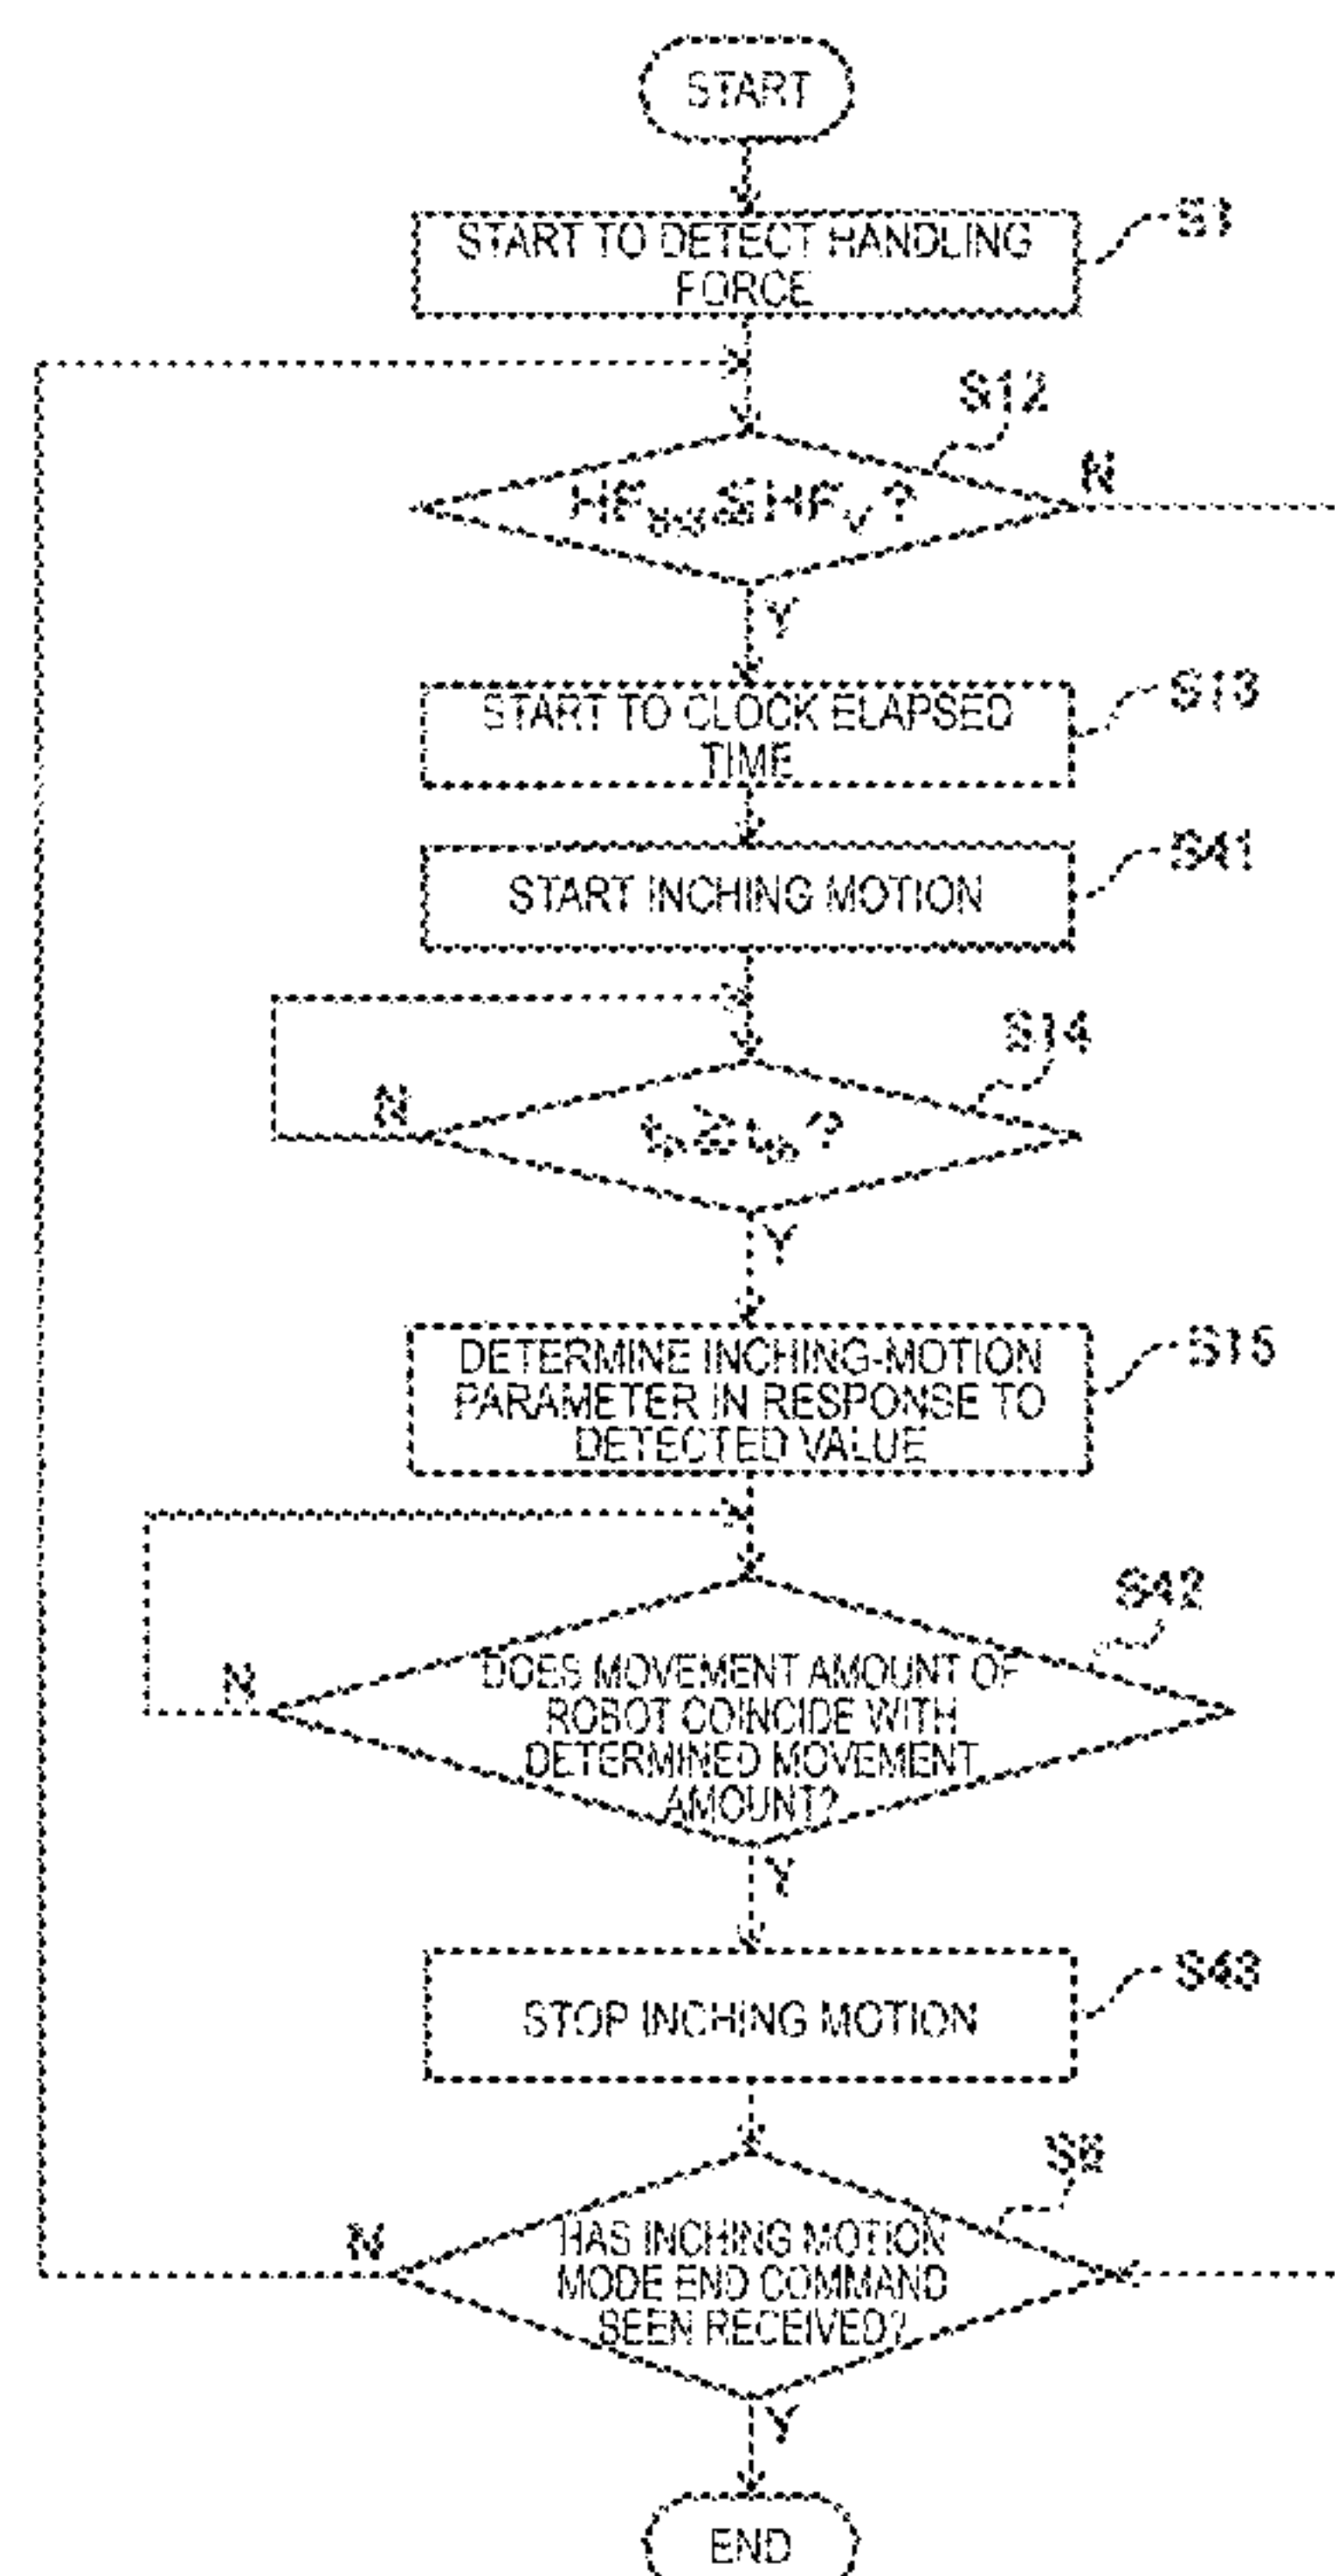 START
START TO DETECT HANDLING
FORCE
S1
S12
N
Y
START TO CLOCK ELAPSED
TIME
S13
START INCHING MOTION
S41
S14
N
Y
DETERMINE INCHING-MOTION
PARAMETER IN RESPONSE TO
DETECTED VALUE
S15
S42
DOES MOVEMENT AMOUNT OF
ROBOT COINCIDE WITH
DETERMINED MOVEMENT
AMOUNT?
N
Y
STOP INCHING MOTION
S43
N
HAS INCHING MOTION
MODE END COMMAND
BEEN RECEIVED?
Y
END